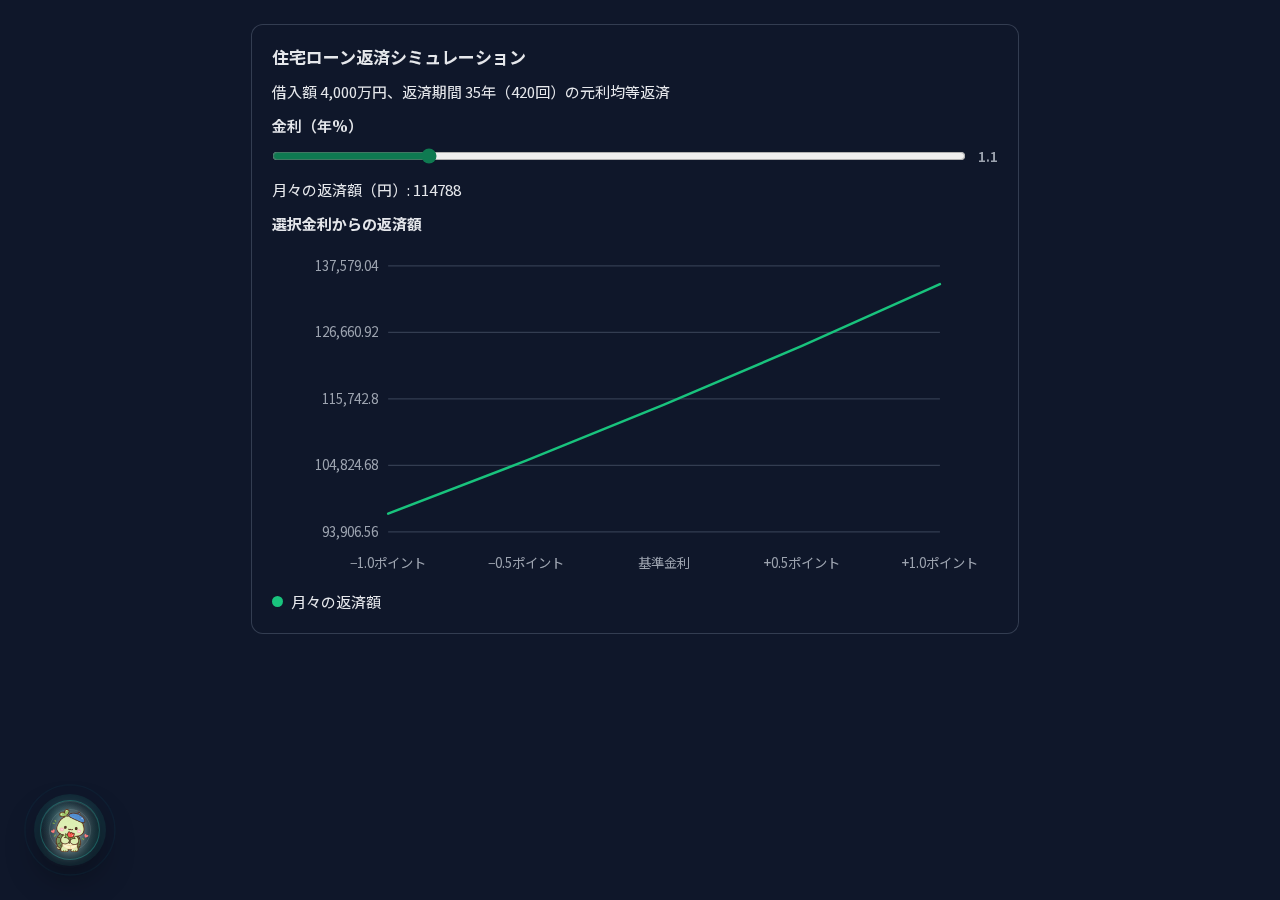 住宅ローン返済シミュレーション
借入額 4,000万円、返済期間 35年（420回）の元利均等返済
金利（年%）
1.1
月々の返済額（円）: 114788
選択金利からの返済額
137,579.04
126,660.92
115,742.8
104,824.68
93,906.56
−1.0ポイント −0.5ポイント 基準金利 +0.5ポイント +1.0ポイント
月々の返済額